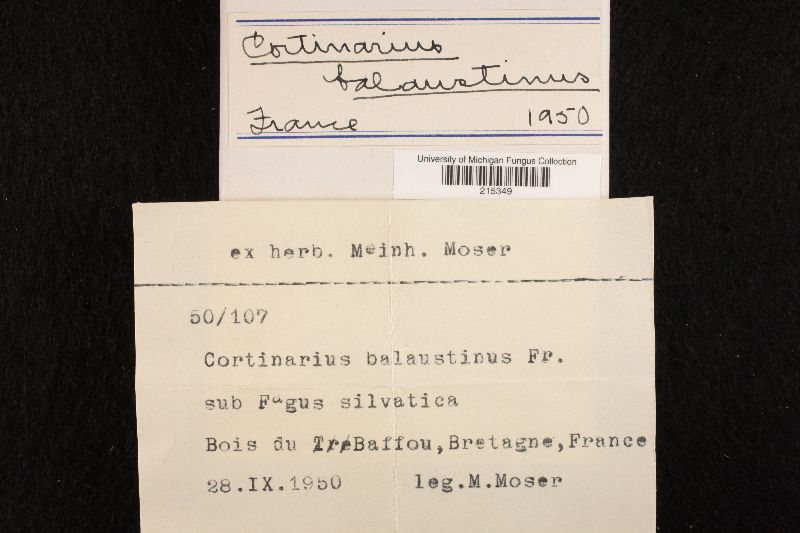 Cortinarius
balaustinus
France 1950
University of Michigan Fungus Collection
215349
ex herb. Meinh. Moser
50/107
Cortinarius balaustinus Fr.
sub Fagus silvatica
Bois du Baffou, Bretagne, France
28.IX.1950 leg.M.Moser